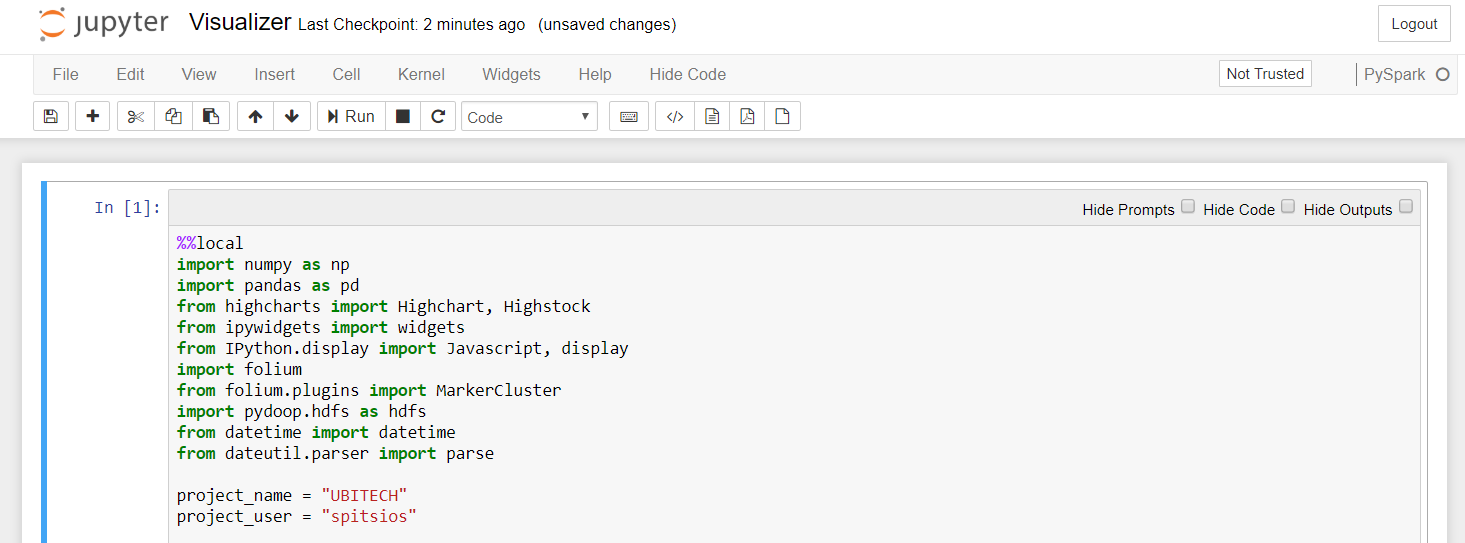 jupyter Visualizer Last Checkpoint: 2 minutes ago (unsaved changes) Logout
File Edit View Insert Cell Kernel Widgets Help Hide Code Not Trusted PySpark
Run Code </>
In [1]: Hide Prompts Hide Code Hide Outputs
%%local
import numpy as np
import pandas as pd
from highcharts import Highchart, Highstock
from ipywidgets import widgets
from IPython.display import Javascript, display
import folium
from folium.plugins import MarkerCluster
import pydoop.hdfs as hdfs
from datetime import datetime
from dateutil.parser import parse
project_name = "UBITECH"
project_user = "spitsios"